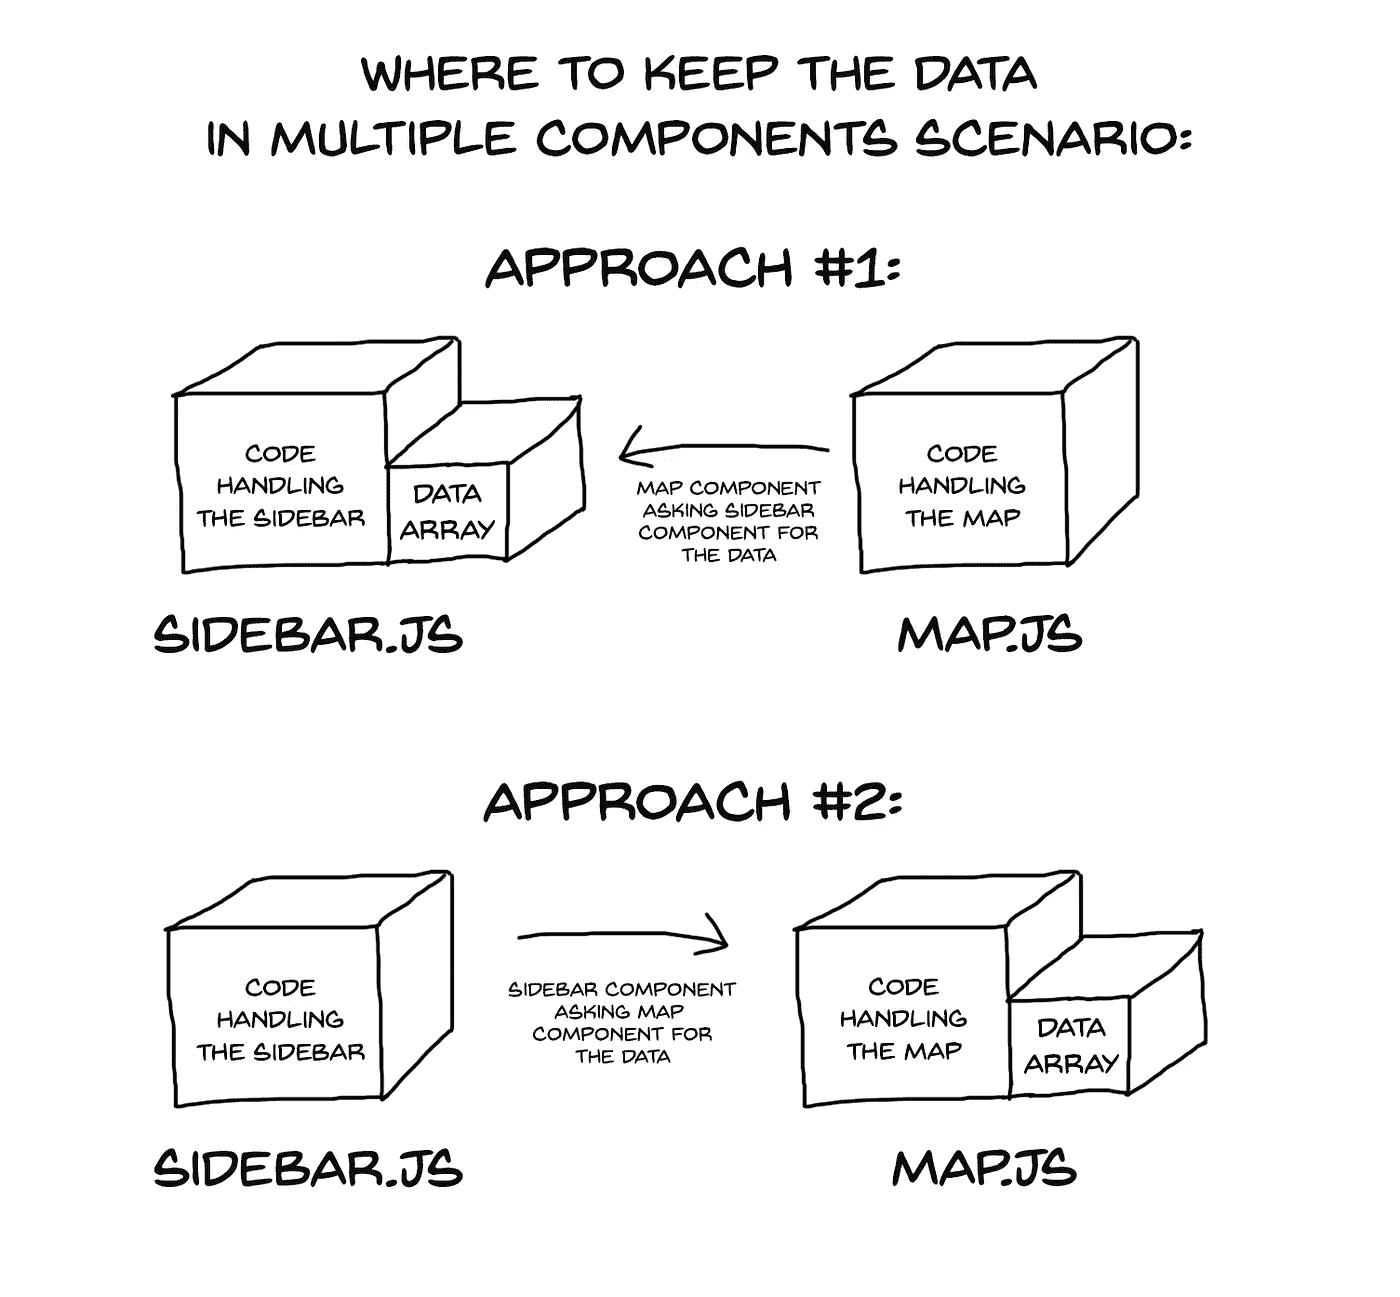 WHERE TO KEEP THE DATA
IN MULTIPLE COMPONENTS SCENARIO:
APPROACH #1:
CODE
HANDLING
THE SIDEBAR
DATA
ARRAY
MAP COMPONENT
ASKING SIDEBAR
COMPONENT FOR
THE DATA
CODE
HANDLING
THE MAP
SIDEBAR.JS
MAP.JS
APPROACH #2:
CODE
HANDLING
THE SIDEBAR
SIDEBAR COMPONENT
ASKING MAP
COMPONENT FOR
THE DATA
CODE
HANDLING
THE MAP
DATA
ARRAY
SIDEBAR.JS
MAP.JS